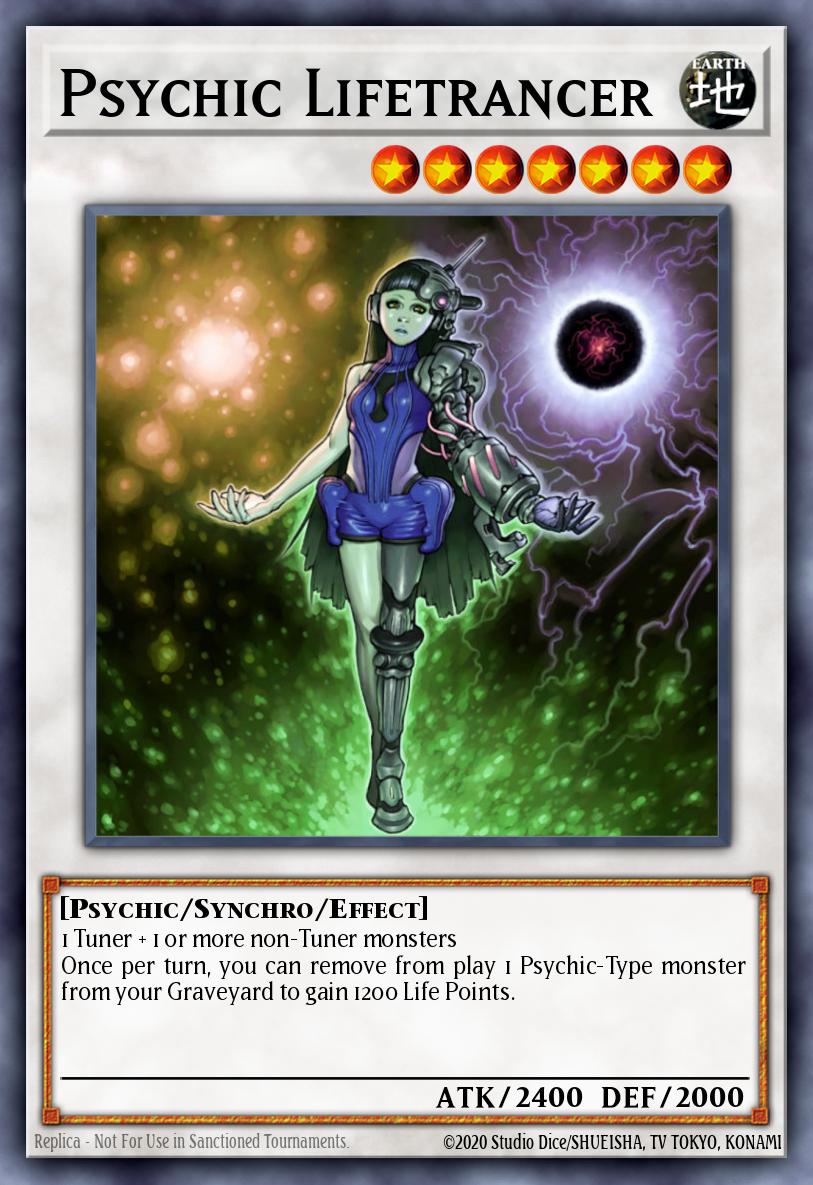 Psychic Lifetrancer
EARTH
地
[Psychic/Synchro/Effect]
1 Tuner + 1 or more non-Tuner monsters
Once per turn, you can remove from play 1 Psychic-Type monster
from your Graveyard to gain 1200 Life Points.
ATK/2400 DEF/2000
Replica - Not For Use in Sanctioned Tournaments.
©2020 Studio Dice/SHUEISHA, TV TOKYO, KONAMI